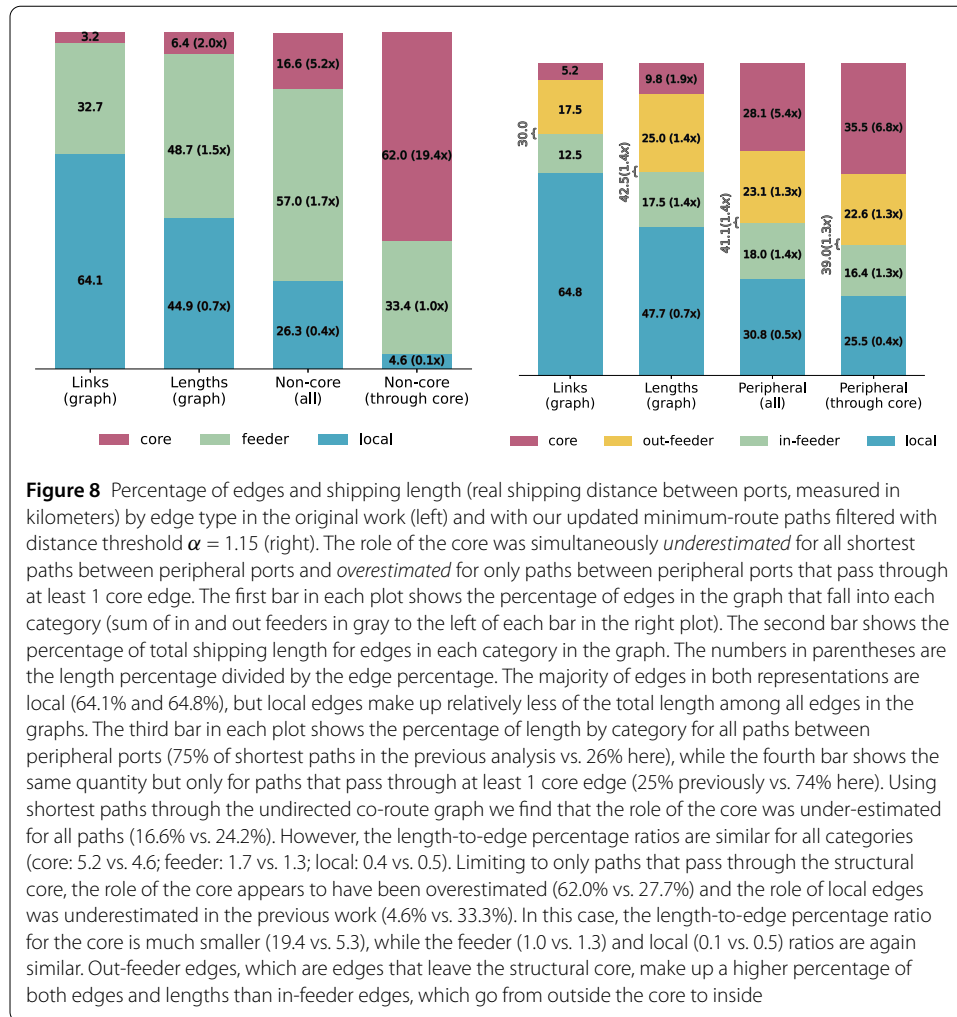 3.2
32.7
64.1
6.4 (2.0x)
48.7 (1.5x)
44.9 (0.7x)
16.6 (5.2x)
57.0 (1.7x)
26.3 (0.4x)
62.0 (19.4x)
33.4 (1.0x)
4.6 (0.1x)
Links
(graph)
Lengths
(graph)
Non-core
(all)
Non-core
(through core)
core
feeder
local
5.2
17.5
30.0
12.5
64.8
9.8 (1.9x)
25.0 (1.4x)
42.5(1.4x)
17.5 (1.4x)
47.7 (0.7x)
28.1 (5.4x)
23.1 (1.3x)
41.1(1.4x)
18.0 (1.4x)
30.8 (0.5x)
35.5 (6.8x)
22.6 (1.3x)
39.0(1.3x)
16.4 (1.3x)
25.5 (0.4x)
Links
(graph)
Lengths
(graph)
Peripheral
(all)
Peripheral
(through core)
core
out-feeder
in-feeder
local
Figure 8 Percentage of edges and shipping length (real shipping distance between ports, measured in
kilometers) by edge type in the original work (left) and with our updated minimum-route paths filtered with
distance threshold α = 1.15 (right). The role of the core was simultaneously underestimated for all shortest
paths between peripheral ports and overestimated for only paths between peripheral ports that pass through
at least 1 core edge. The first bar in each plot shows the percentage of edges in the graph that fall into each
category (sum of in and out feeders in gray to the left of each bar in the right plot). The second bar shows the
percentage of total shipping length for edges in each category in the graph. The numbers in parentheses are
the length percentage divided by the edge percentage. The majority of edges in both representations are
local (64.1% and 64.8%), but local edges make up relatively less of the total length among all edges in the
graphs. The third bar in each plot shows the percentage of length by category for all paths between
peripheral ports (75% of shortest paths in the previous analysis vs. 26% here), while the fourth bar shows the
same quantity but only for paths that pass through at least 1 core edge (25% previously vs. 74% here). Using
shortest paths through the undirected co-route graph we find that the role of the core was under-estimated
for all paths (16.6% vs. 24.2%). However, the length-to-edge percentage ratios are similar for all categories
(core: 5.2 vs. 4.6; feeder: 1.7 vs. 1.3; local: 0.4 vs. 0.5). Limiting to only paths that pass through the structural
core, the role of the core appears to have been overestimated (62.0% vs. 27.7%) and the role of local edges
was underestimated in the previous work (4.6% vs. 33.3%). In this case, the length-to-edge percentage ratio
for the core is much smaller (19.4 vs. 5.3), while the feeder (1.0 vs. 1.3) and local (0.1 vs. 0.5) ratios are again
similar. Out-feeder edges, which are edges that leave the structural core, make up a higher percentage of
both edges and lengths than in-feeder edges, which go from outside the core to inside